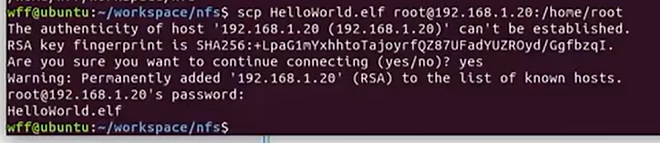 wff@ubuntu:~/workspace/nfs$ scp HelloWorld.elf root@192.168.1.20:/home/root
The authenticity of host '192.168.1.20 (192.168.1.20)' can't be established.
RSA key fingerprint is SHA256:+LpaG1mYxhhtoTajoyrfQZ87UFadYUZROyd/GgfbzqI.
Are you sure you want to continue connecting (yes/no)? yes
Warning: Permanently added '192.168.1.20' (RSA) to the list of known hosts.
root@192.168.1.20's password:
HelloWorld.elf
wff@ubuntu:~/workspace/nfs$